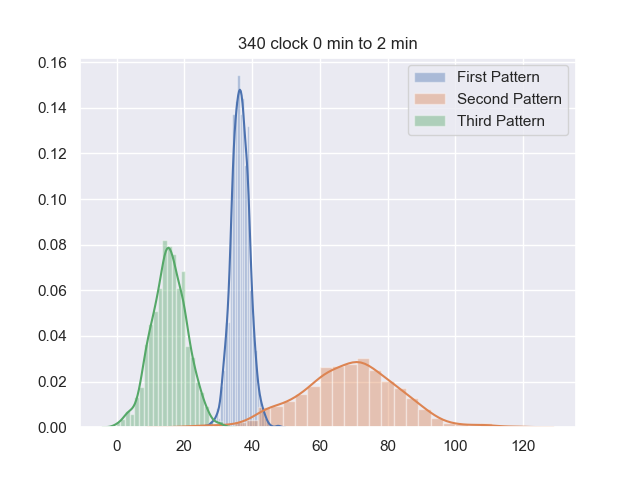 340 clock 0 min to 2 min
First Pattern
Second Pattern
Third Pattern
0.16
0.14
0.12
0.10
0.08
0.06
0.04
0.02
0.00
0 20 40 60 80 100 120